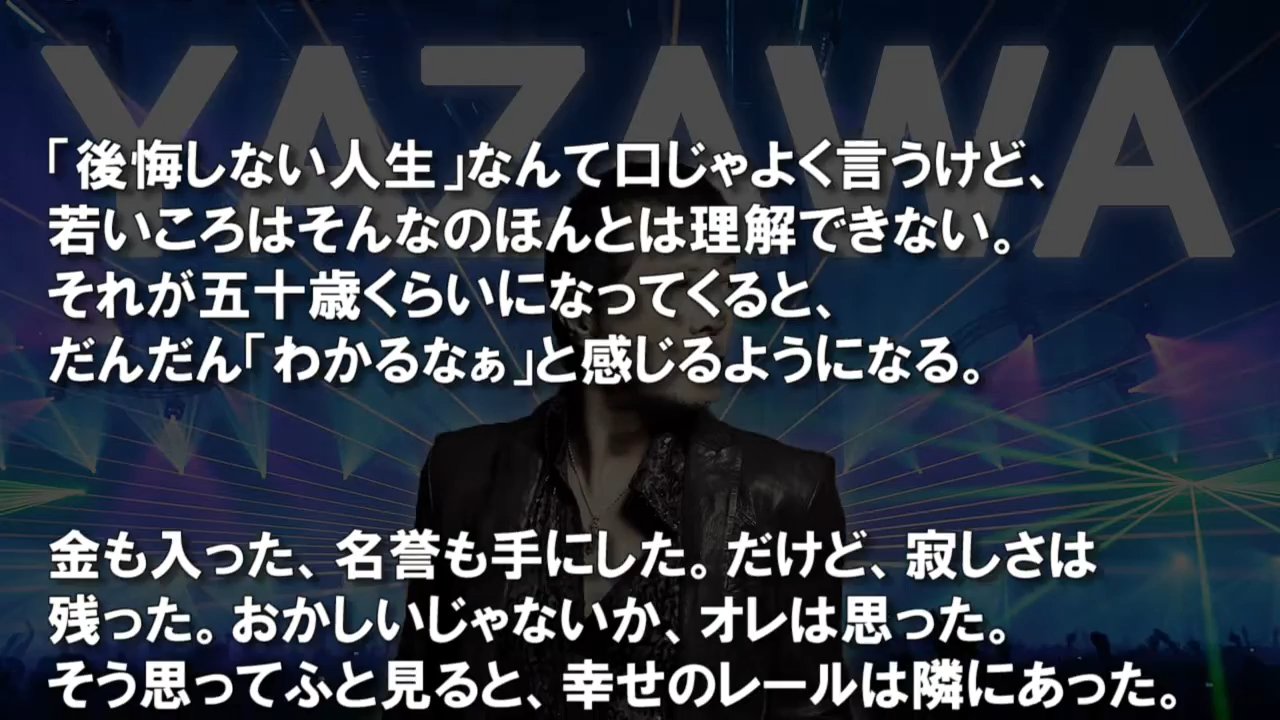 YAZAWA
「後悔しない人生」なんて口じゃよく言うけど、
若いころはそんなのほんとは理解できない。
それが五十歳くらいになってくると、
だんだん「わかるなぁ」と感じるようになる。
金も入った、名誉も手にした。だけど、寂しさは
残った。おかしいじゃないか、オレは思った。
そう思ってふと見ると、幸せのレールは隣にあった。